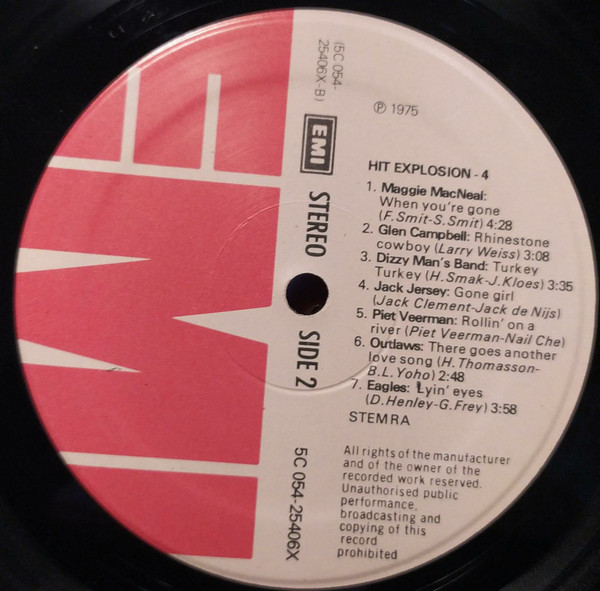 (5C 054-
25406X-B)
EMI
STEREO
SIDE 2
5C 054-25406X
℗ 1975
HIT EXPLOSION - 4
1. Maggie MacNeal:
When you're gone
(F. Smit-S. Smit) 4:28
2. Glen Campbell: Rhinestone
cowboy (Larry Weiss) 3:08
3. Dizzy Man's Band: Turkey
Turkey (H. Smak-J. Kloes) 3:35
4. Jack Jersey: Gone girl
(Jack Clement-Jack de Nijs)
5. Piet Veerman: Rollin' on a
river (Piet Veerman-Nail Che)
6. Outlaws: There goes another
love song (H. Thomasson-
B.L. Yoho) 2:48
7. Eagles: Lyin' eyes
(D. Henley-G. Frey) 3:58
STEMRA
All rights of the manufacturer
and of the owner of the
recorded work reserved.
Unauthorised public
performance,
broadcasting and
copying of this
record
prohibited